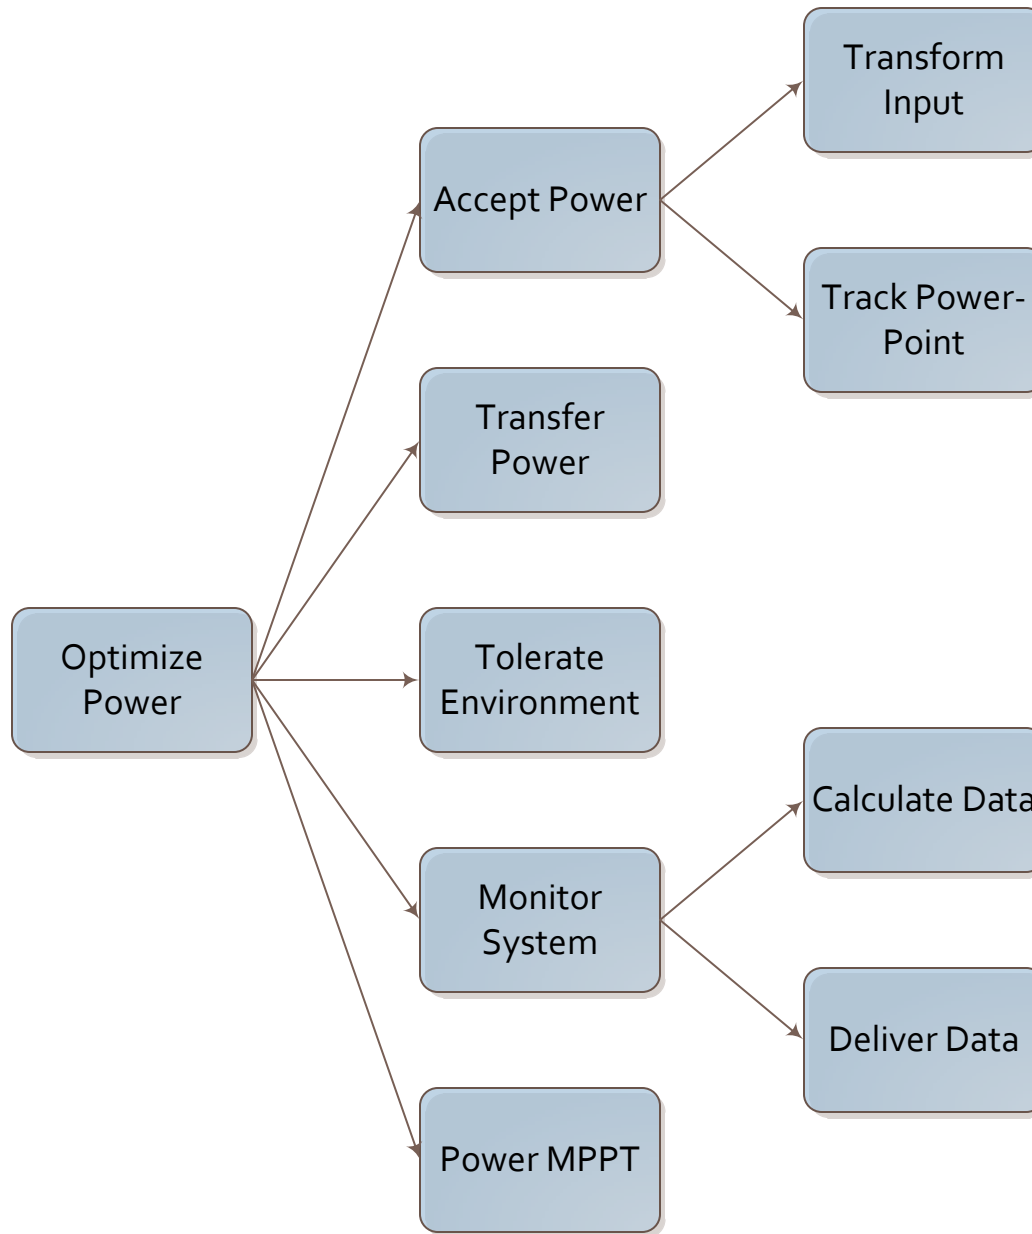 Transform
Input
Accept Power
Track Power-
Point
Transfer
Power
Optimize
Power
Tolerate
Environment
Calculate Data
Monitor
System
Deliver Data
Power MPPT